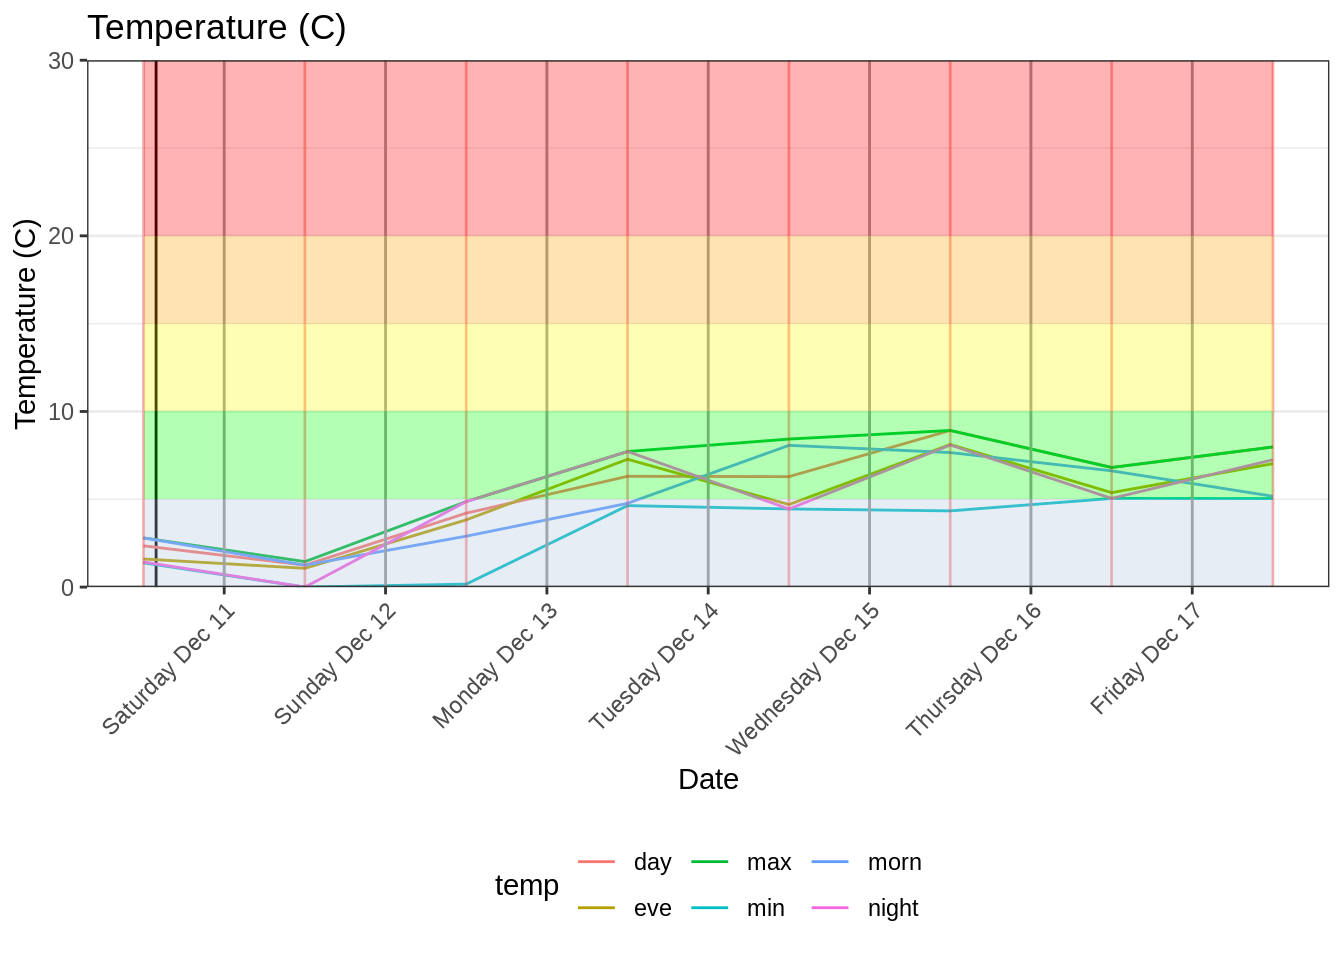 Temperature (C)
Temperature (C)
30
20
10
0
Saturday Dec 11
Sunday Dec 12
Monday Dec 13
Tuesday Dec 14
Wednesday Dec 15
Thursday Dec 16
Friday Dec 17
Date
temp
day max morn
eve min night